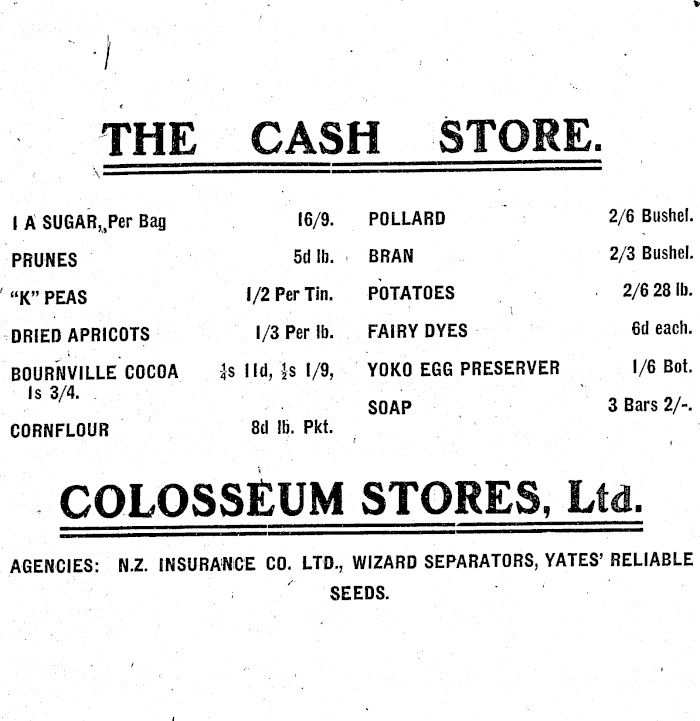 THE CASH STORE.
1 A SUGAR, Per Bag 16/9.
PRUNES 5d lb.
"K" PEAS 1/2 Per Tin.
DRIED APRICOTS 1/3 Per lb.
BOURNVILLE COCOA ¼s 11d, ½s 1/9,
1s 3/4.
CORNFLOUR 8d lb. Pkt.
POLLARD 2/6 Bushel.
BRAN 2/3 Bushel.
POTATOES 2/6 28 lb.
FAIRY DYES 6d each.
YOKO EGG PRESERVER 1/6 Bot.
SOAP 3 Bars 2/-.
COLOSSEUM STORES, Ltd.
AGENCIES: N.Z. INSURANCE CO. LTD., WIZARD SEPARATORS, YATES' RELIABLE
SEEDS.